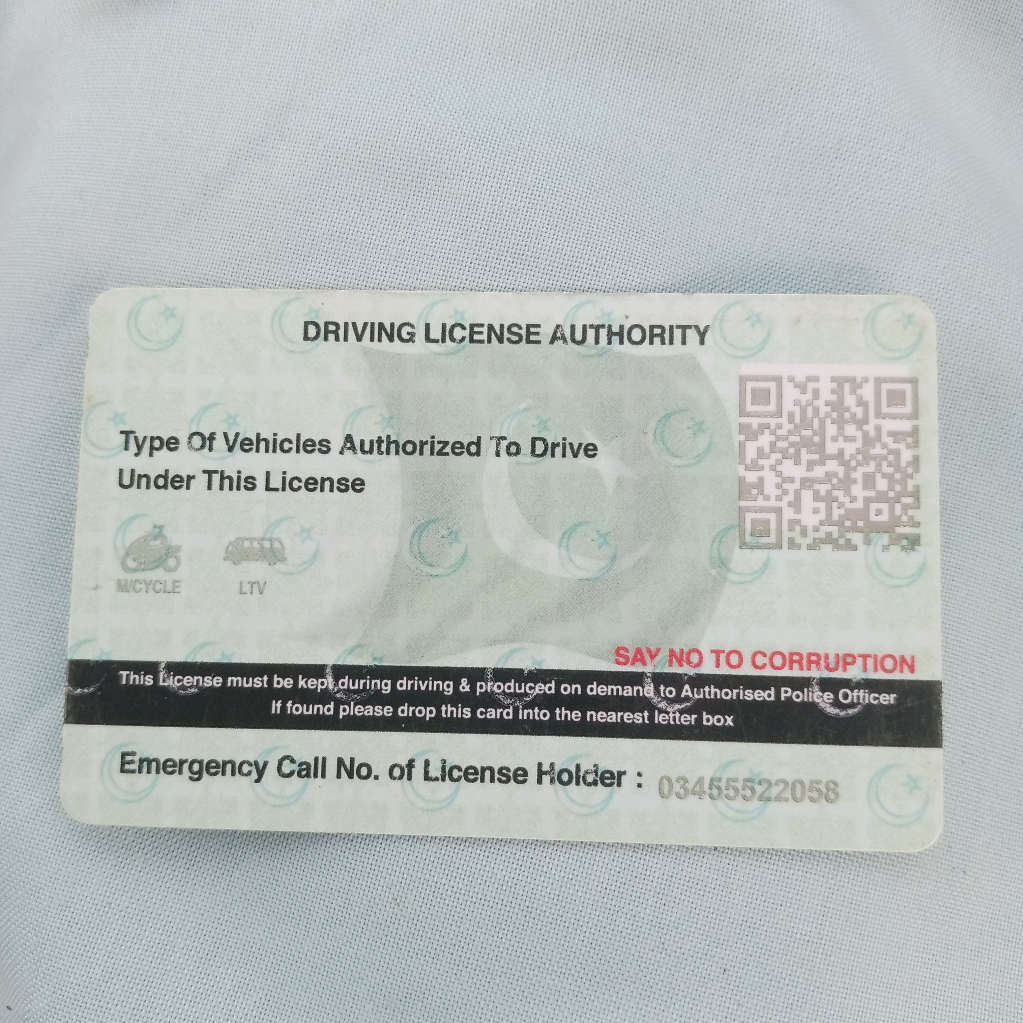 DRIVING LICENSE AUTHORITY
Type Of Vehicles Authorized To Drive
Under This License
M/CYCLE LTV
SAY NO TO CORRUPTION
This License must be kept during driving & produced on demand to Authorised Police Officer
If found please drop this card into the nearest letter box
Emergency Call No. of License Holder : 03455522058